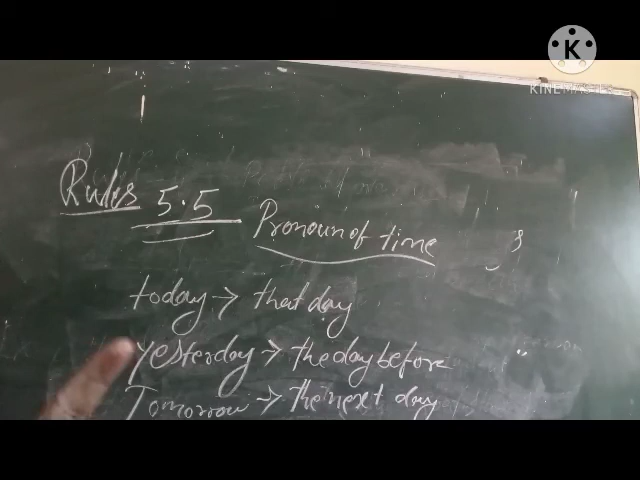 KINEMASTER
Rules 5.5
Pronoun of time
today → that day
yesterday → the day before
Tomorrow → the next day